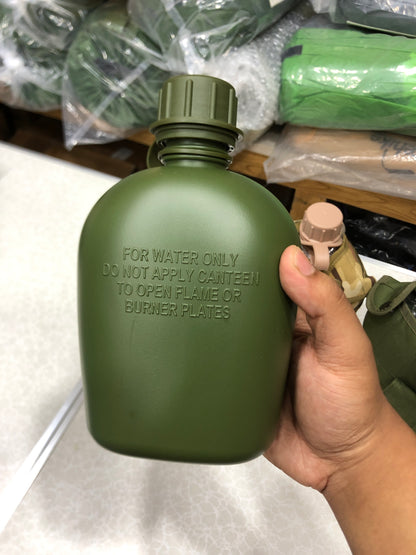 FOR WATER ONLY
DO NOT APPLY CANTEEN
TO OPEN FLAME OR
BURNER PLATES